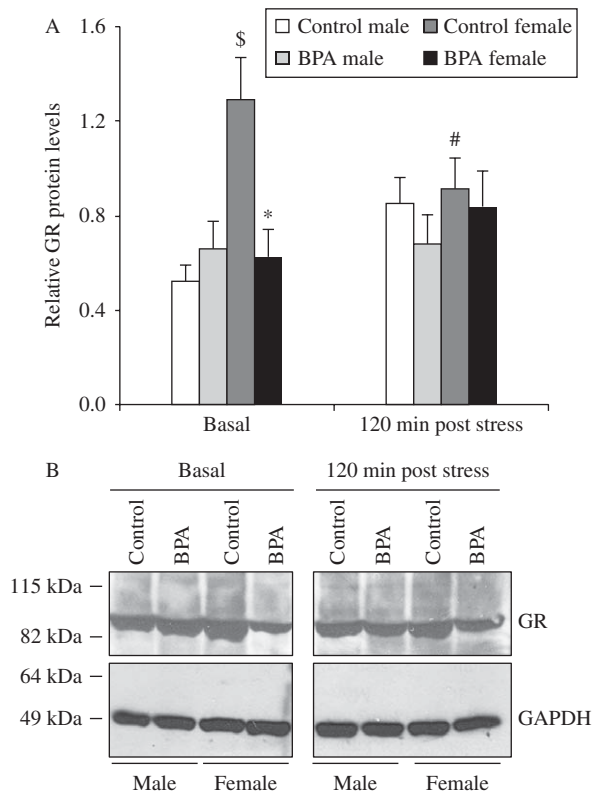 A
Control male
Control female
BPA male
BPA female
Relative GR protein levels
1.6
1.2
0.8
0.4
0.0
$
*
#
Basal
120 min post stress
B
Basal
120 min post stress
Control
BPA
Control
BPA
Control
BPA
Control
BPA
115 kDa
82 kDa
GR
64 kDa
49 kDa
GAPDH
Male
Female
Male
Female